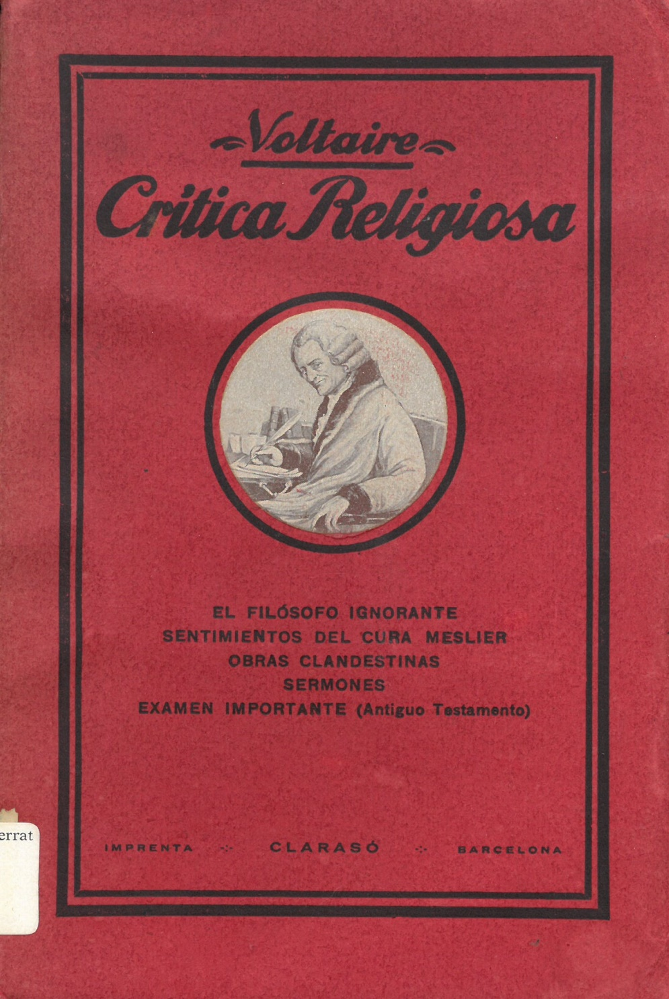 Voltaire
Crítica Religiosa
EL FILÓSOFO IGNORANTE
SENTIMIENTOS DEL CURA MESLIER
OBRAS CLANDESTINAS
SERMONES
EXAMEN IMPORTANTE (Antiguo Testamento)
errat
IMPRENTA CLARASÓ BARCELONA